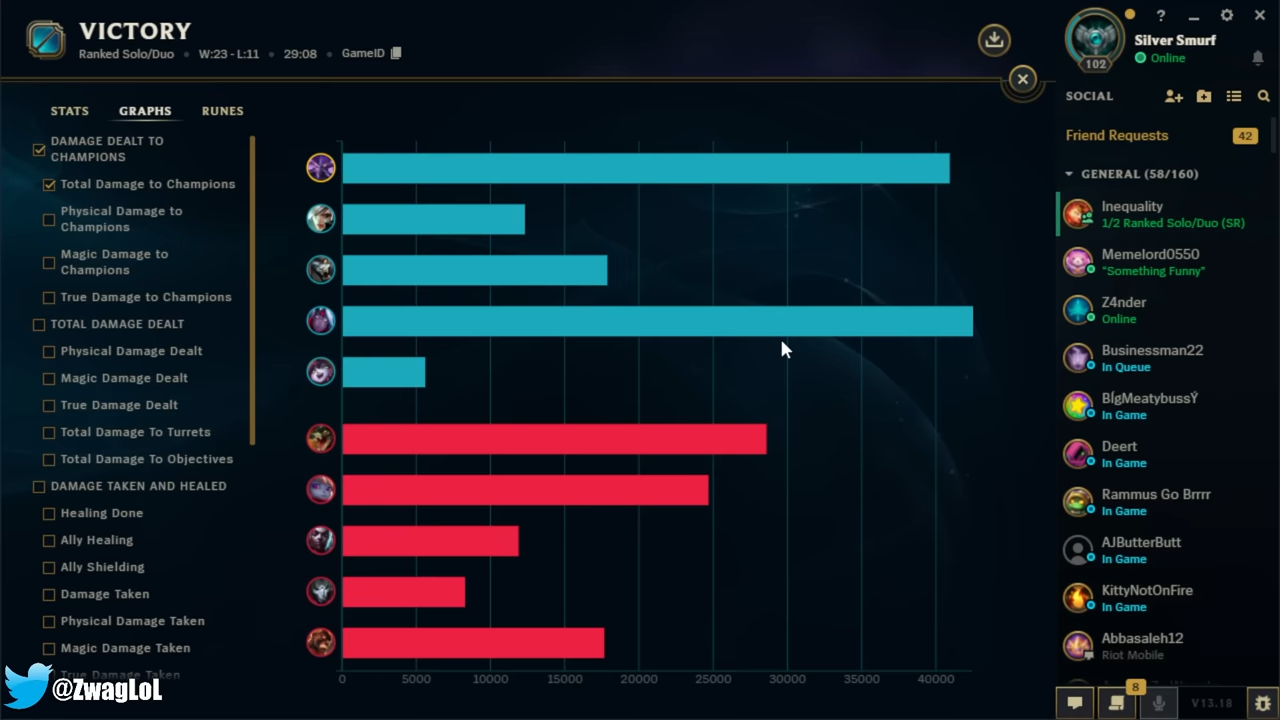 VICTORY
Ranked Solo/Duo • W:23 - L:11 • 29:08 • GameID
?
Silver Smurf
Online
102
STATS GRAPHS RUNES
DAMAGE DEALT TO
CHAMPIONS
Total Damage to Champions
Physical Damage to
Champions
Magic Damage to
Champions
True Damage to Champions
TOTAL DAMAGE DEALT
Physical Damage Dealt
Magic Damage Dealt
True Damage Dealt
Total Damage To Turrets
Total Damage To Objectives
DAMAGE TAKEN AND HEALED
Healing Done
Ally Healing
Ally Shielding
Damage Taken
Physical Damage Taken
Magic Damage Taken
True Damage Taken
@ZwagLoL
0 5000 10000 15000 20000 25000 30000 35000 40000
SOCIAL
Friend Requests 42
GENERAL (58/160)
Inequality
1/2 Ranked Solo/Duo (SR)
Memelord0550
"Something Funny"
Z4nder
Online
Businessman22
In Queue
BÍgMeatybussÝ
In Game
Deert
In Game
Rammus Go Brrrr
In Game
AJButterButt
In Game
KittyNotOnFire
In Game
Abbasaleh12
Riot Mobile
8
V13.18